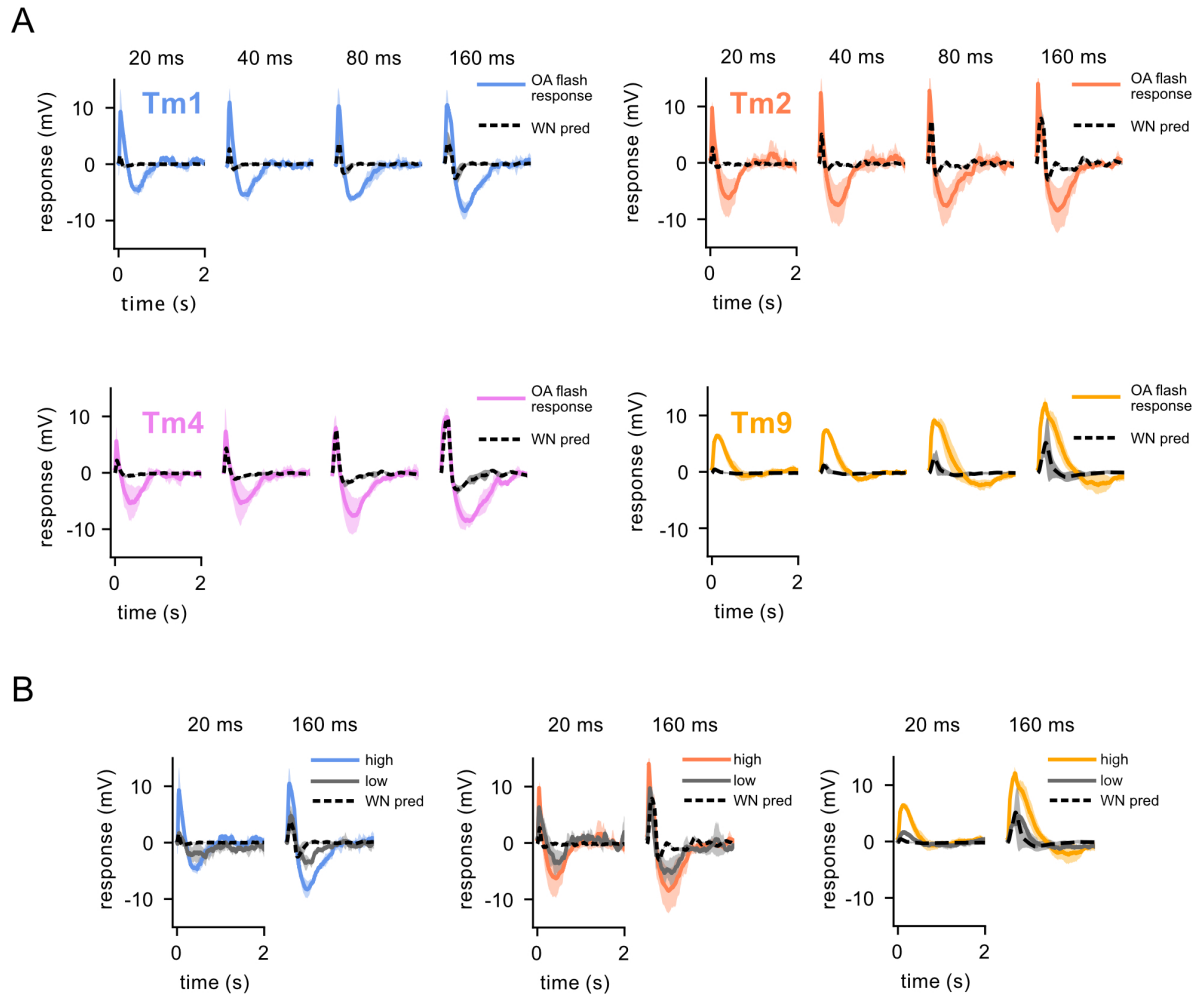 A
20 ms 40 ms 80 ms 160 ms
Tm1
OA flash
response
WN pred
response (mV)
10
0
-10
0 2
time (s)
20 ms 40 ms 80 ms 160 ms
Tm2
OA flash
response
WN pred
response (mV)
10
0
-10
0 2
time (s)
Tm4
OA flash
response
WN pred
response (mV)
10
0
-10
0 2
time (s)
Tm9
OA flash
response
WN pred
response (mV)
10
0
-10
0 2
time (s)
B
20 ms 160 ms
high
low
WN pred
response (mV)
10
0
-10
0 2
time (s)
20 ms 160 ms
high
low
WN pred
response (mV)
10
0
-10
0 2
time (s)
20 ms 160 ms
high
low
WN pred
response (mV)
10
0
-10
0 2
time (s)